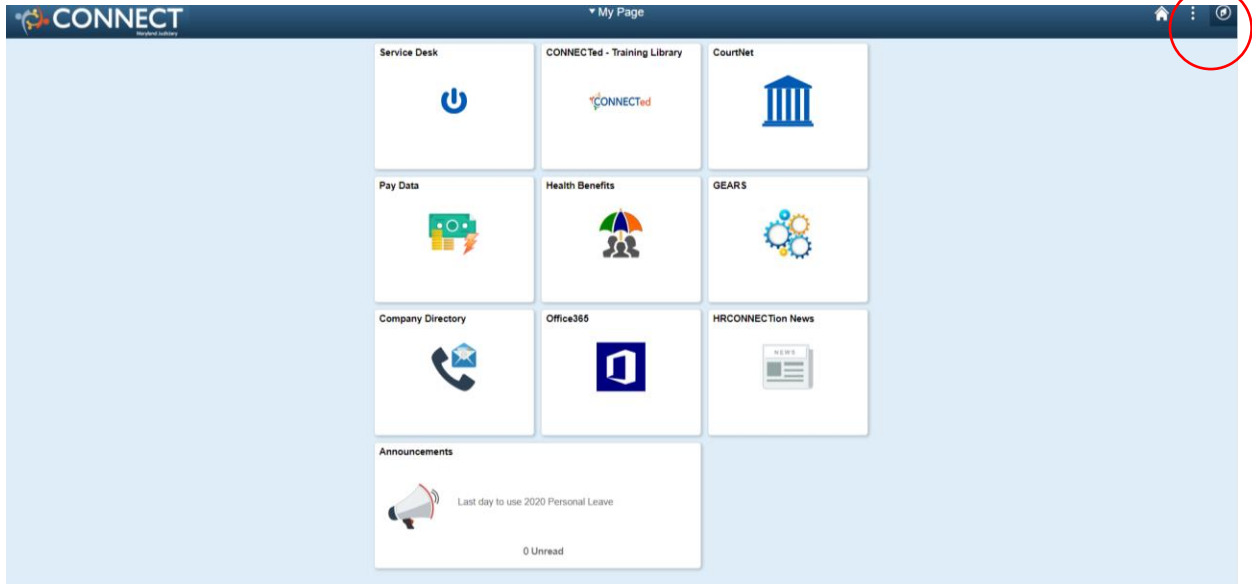 CONNECT
Maryland Judiciary
My Page
Service Desk
CONNECTed - Training Library
CourtNet
CONNECTed
Pay Data
Health Benefits
GEARS
Company Directory
Office365
HRCONNECTion News
NEWS
Announcements
Last day to use 2020 Personal Leave
0 Unread